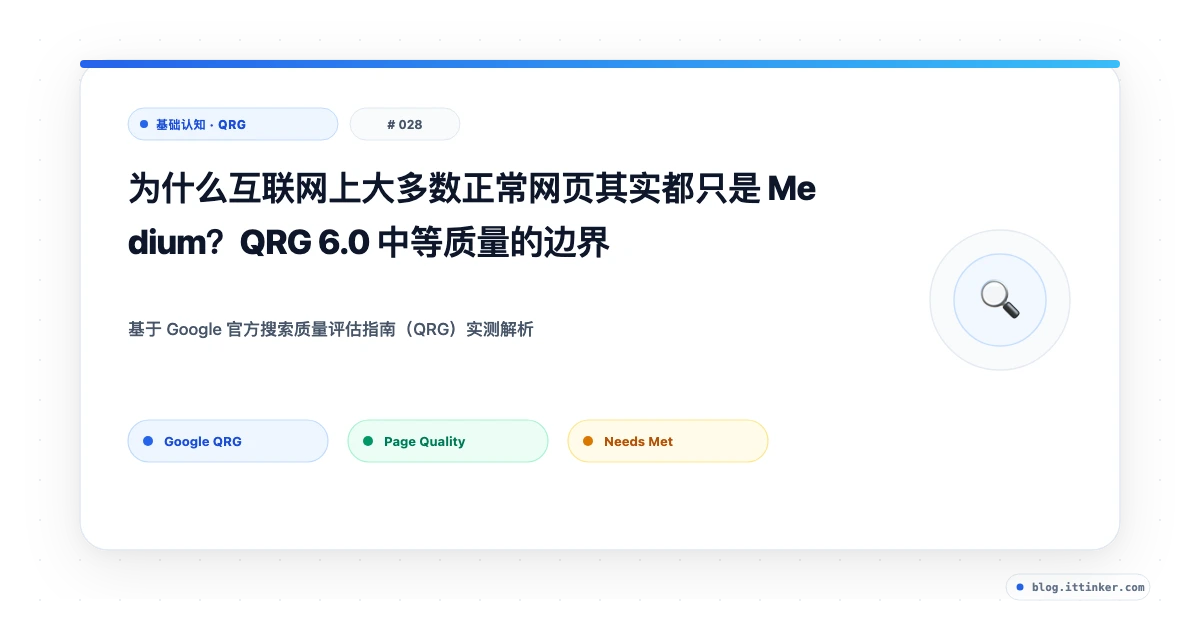 基础认知 · QRG
# 028
为什么互联网上大多数正常网页其实都只是 Me
dium？QRG 6.0 中等质量的边界
基于 Google 官方搜索质量评估指南（QRG）实测解析
Google QRG
Page Quality
Needs Met
blog.ittinker.com